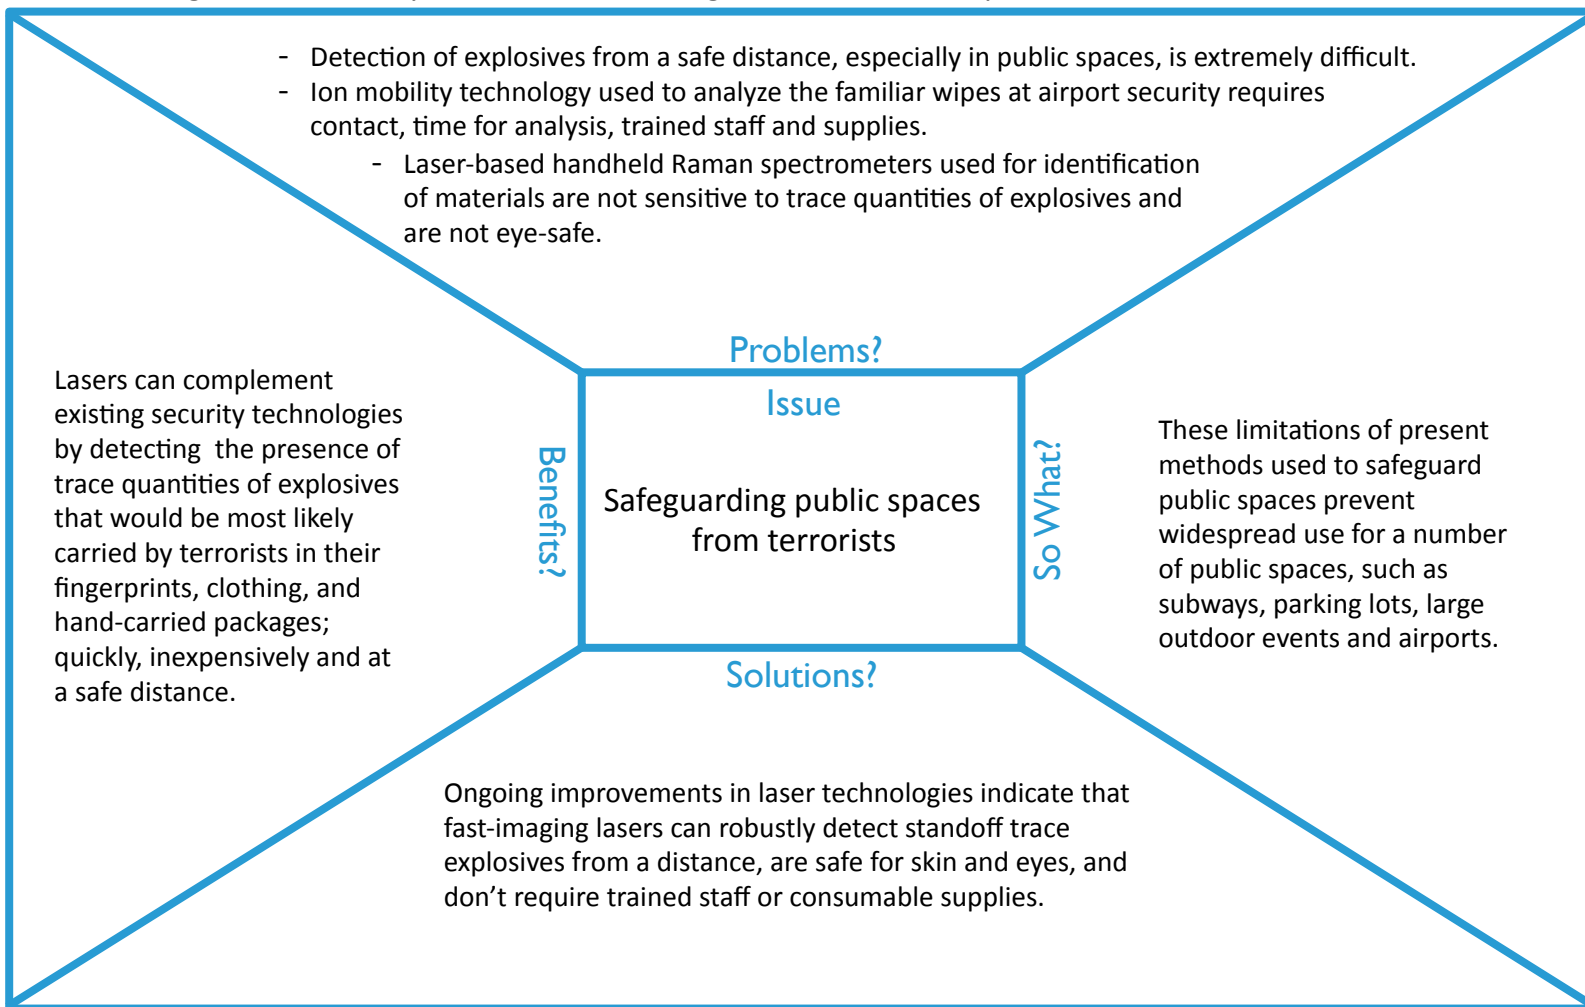 - Detection of explosives from a safe distance, especially in public spaces, is extremely difficult.
- Ion mobility technology used to analyze the familiar wipes at airport security requires
contact, time for analysis, trained staff and supplies.
- Laser-based handheld Raman spectrometers used for identification
of materials are not sensitive to trace quantities of explosives and
are not eye-safe.
Problems?
Issue
Safeguarding public spaces
from terrorists
Benefits?
Lasers can complement
existing security technologies
by detecting  the presence of
trace quantities of explosives
that would be most likely
carried by terrorists in their
fingerprints, clothing, and
hand-carried packages;
quickly, inexpensively and at
a safe distance.
So What?
These limitations of present
methods used to safeguard
public spaces prevent
widespread use for a number
of public spaces, such as
subways, parking lots, large
outdoor events and airports.
Solutions?
Ongoing improvements in laser technologies indicate that
fast-imaging lasers can robustly detect standoff trace
explosives from a distance, are safe for skin and eyes, and
don’t require trained staff or consumable supplies.